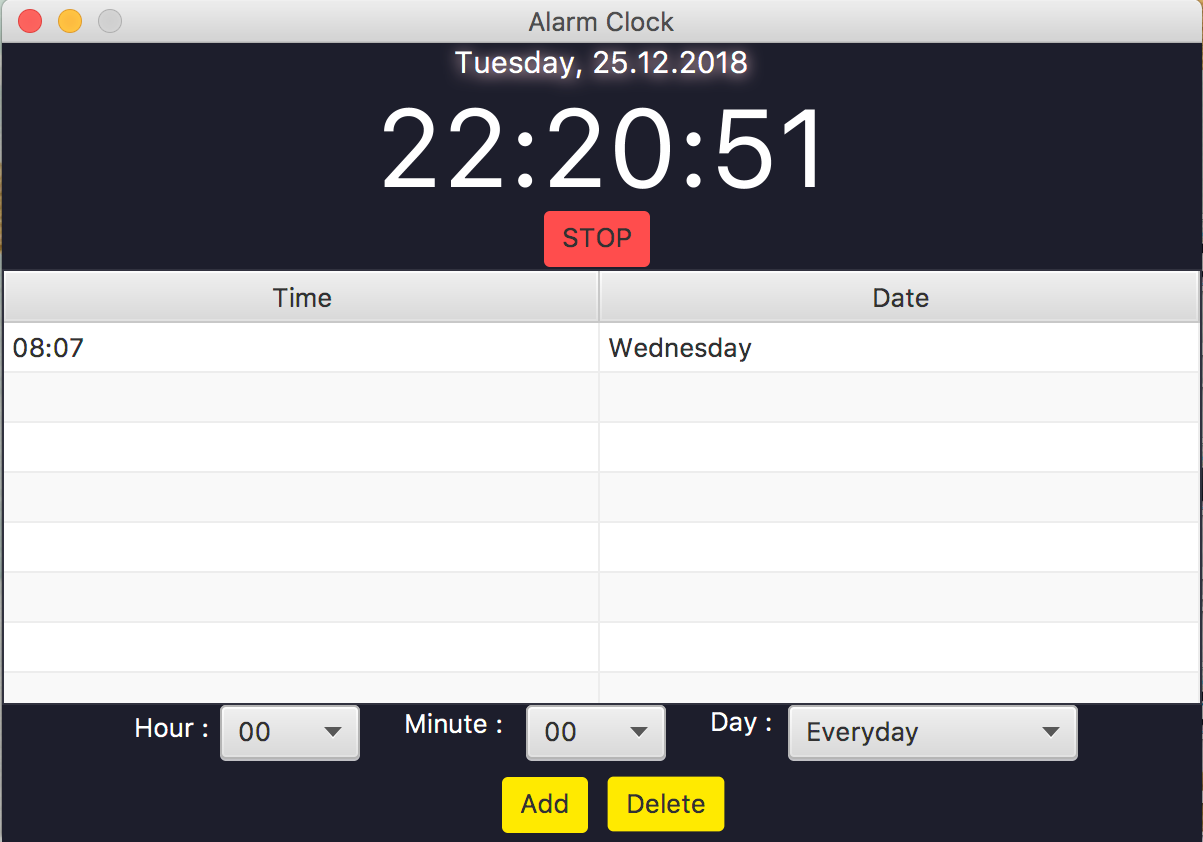 Alarm Clock
Tuesday, 25.12.2018
22:20:51
STOP
Time Date
08:07 Wednesday
Hour : 00 Minute : 00 Day : Everyday
Add Delete